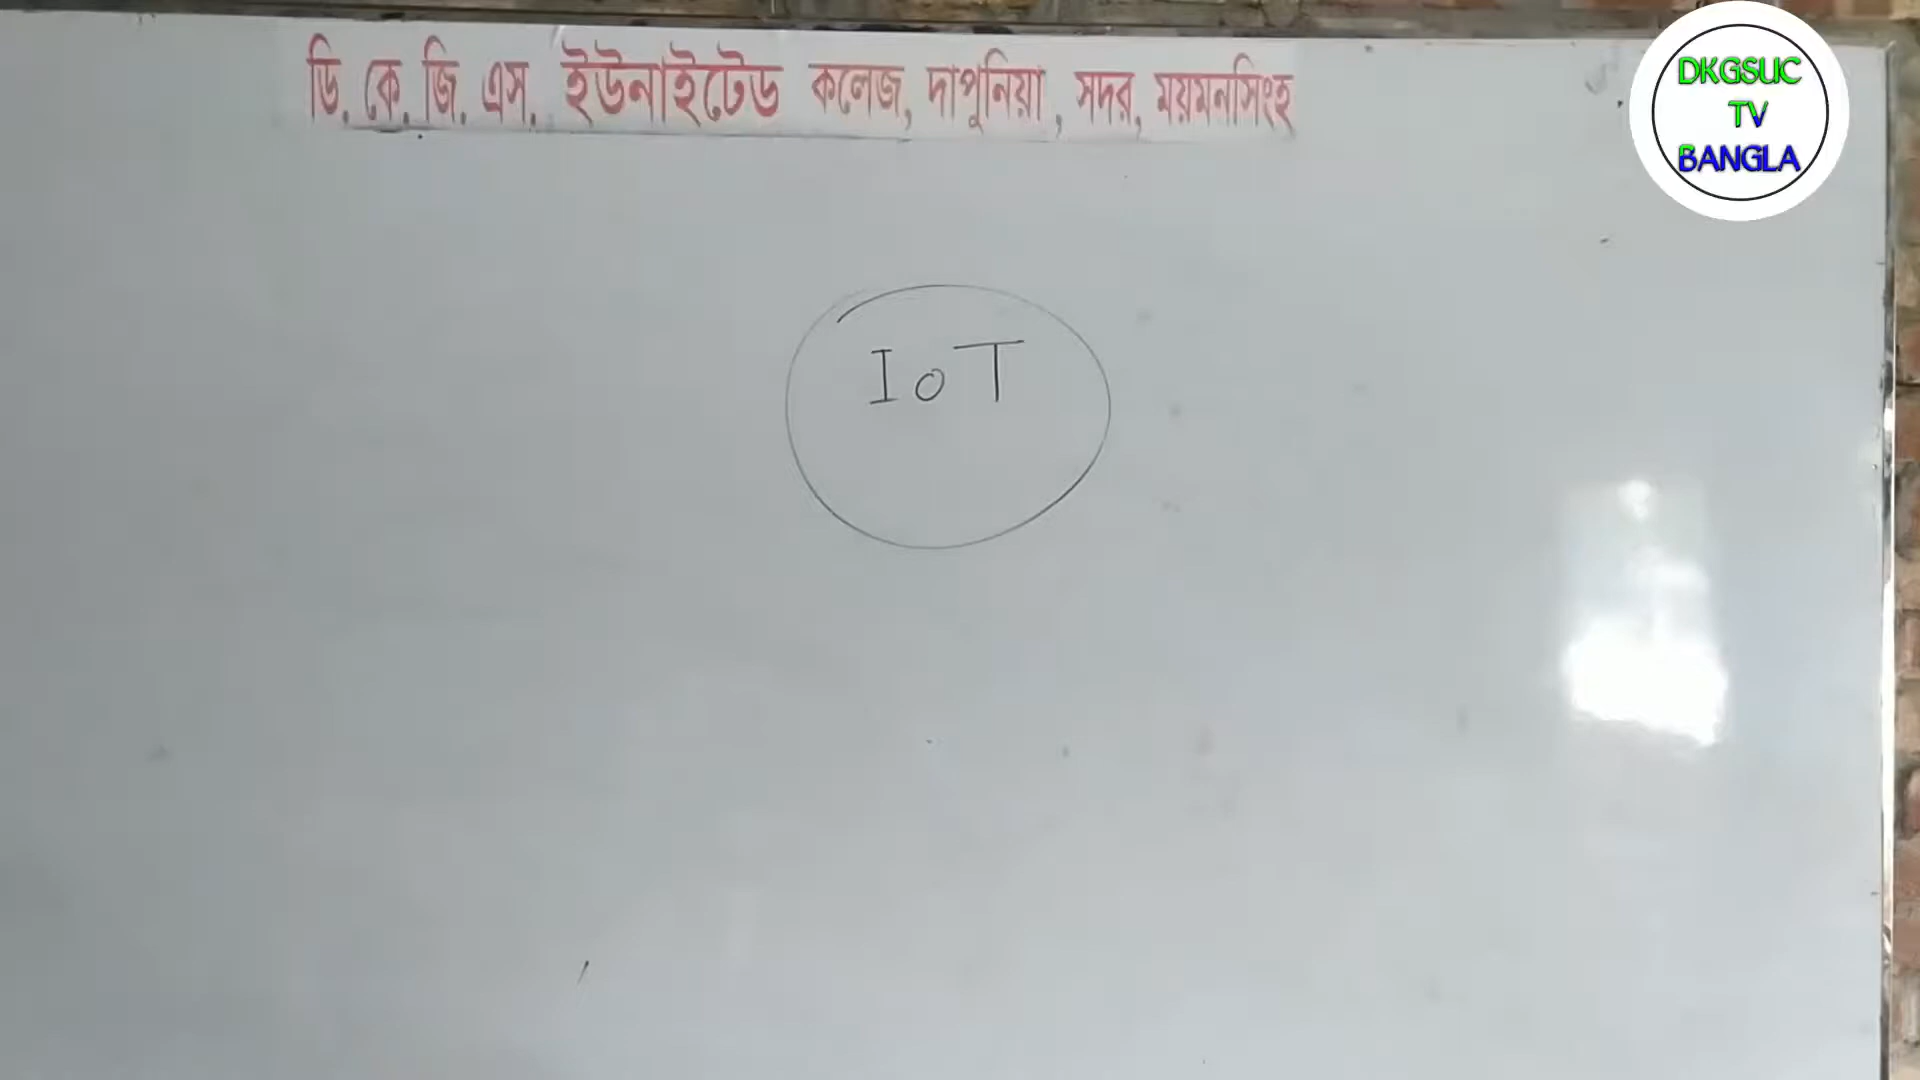 ডি. কে. জি. এস. ইউনাইটেড কলেজ, দাপুনিয়া, সদর, ময়মনসিংহ
DKGSUC
TV
BANGLA
IoT